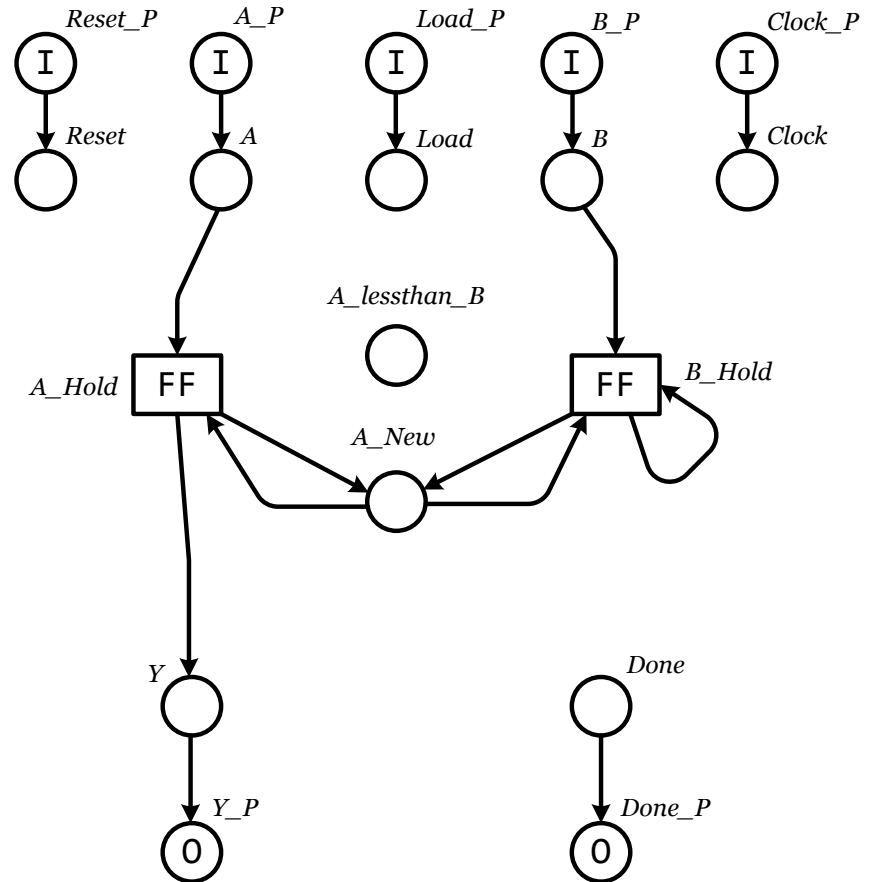 Reset_P
A_P
Load_P
B_P
Clock_P
I
I
I
I
I
Reset
A
Load
B
Clock
A_lessthan_B
A_Hold
FF
FF
B_Hold
A_New
Y
Done
Y_P
Done_P
O
O